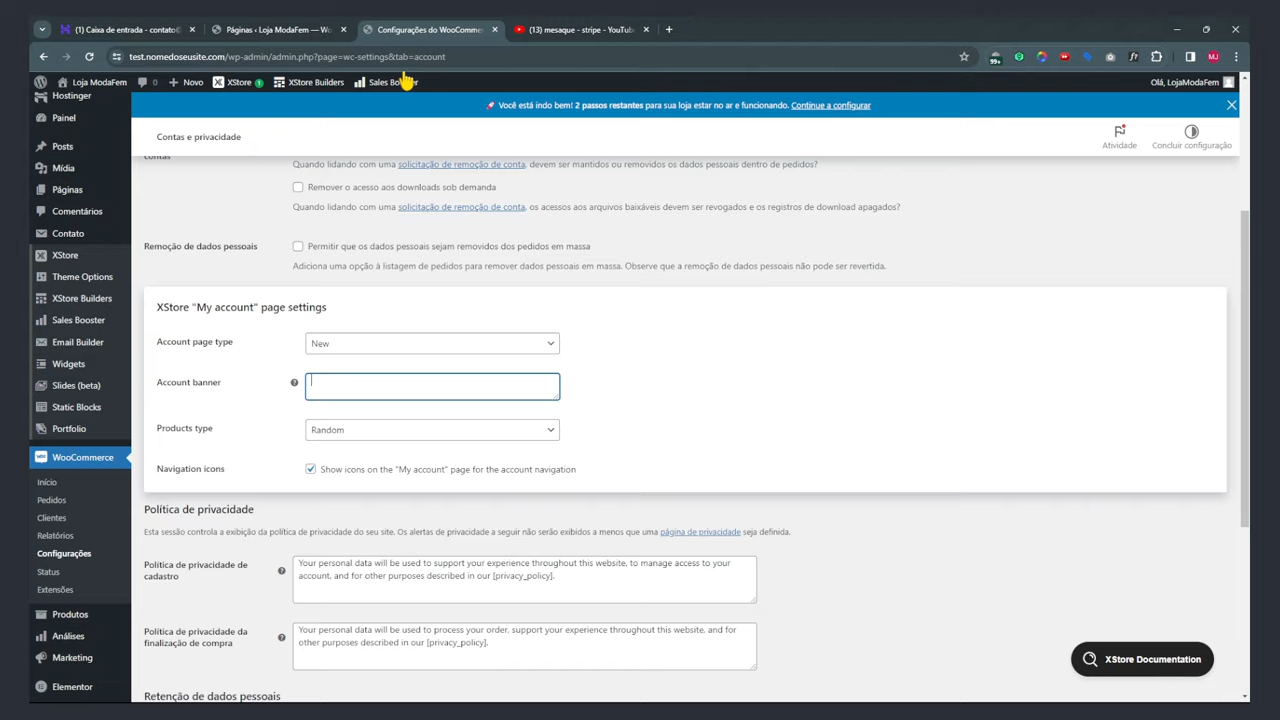 (1) Caixa de entrada - contato@
Páginas ‹ Loja ModaFem — Wo
Configurações do WooCommer
(13) mesaque - stripe - YouTube
test.nomedoseusite.com/wp-admin/admin.php?page=wc-settings&tab=account
99+
MJ
Loja ModaFem
0
Novo
XStore
1
XStore Builders
Olá, LojaModaFem
Hostinger
Painel
Posts
Mídia
Páginas
Comentários
Contato
XStore
Theme Options
XStore Builders
Sales Booster
Email Builder
Widgets
Slides (beta)
Static Blocks
Portfolio
WooCommerce
Início
Pedidos
Clientes
Relatórios
Configurações
Status
Extensões
Produtos
Análises
Marketing
Elementor
Você está indo bem! 2 passos restantes para sua loja estar no ar e funcionando. Continue a configurar
Contas e privacidade
Atividade
Concluir configuração
contas
Quando lidando com uma solicitação de remoção de conta, devem ser mantidos ou removidos os dados pessoais dentro de pedidos?
Remover o acesso aos downloads sob demanda
Quando lidando com uma solicitação de remoção de conta, os acessos aos arquivos baixáveis devem ser revogados e os registros de download apagados?
Remoção de dados pessoais
Permitir que os dados pessoais sejam removidos dos pedidos em massa
Adiciona uma opção à listagem de pedidos para remover dados pessoais em massa. Observe que a remoção de dados pessoais não pode ser revertida.
XStore "My account" page settings
Account page type
New
Account banner
Products type
Random
Navigation icons
Show icons on the "My account" page for the account navigation
Política de privacidade
Esta sessão controla a exibição da política de privacidade do seu site. Os alertas de privacidade a seguir não serão exibidos a menos que uma página de privacidade seja definida.
Política de privacidade de
cadastro
Your personal data will be used to support your experience throughout this website, to manage access to your
account, and for other purposes described in our [privacy_policy].
Política de privacidade da
finalização de compra
Your personal data will be used to process your order, support your experience throughout this website, and for
other purposes described in our [privacy_policy].
Retenção de dados pessoais
XStore Documentation